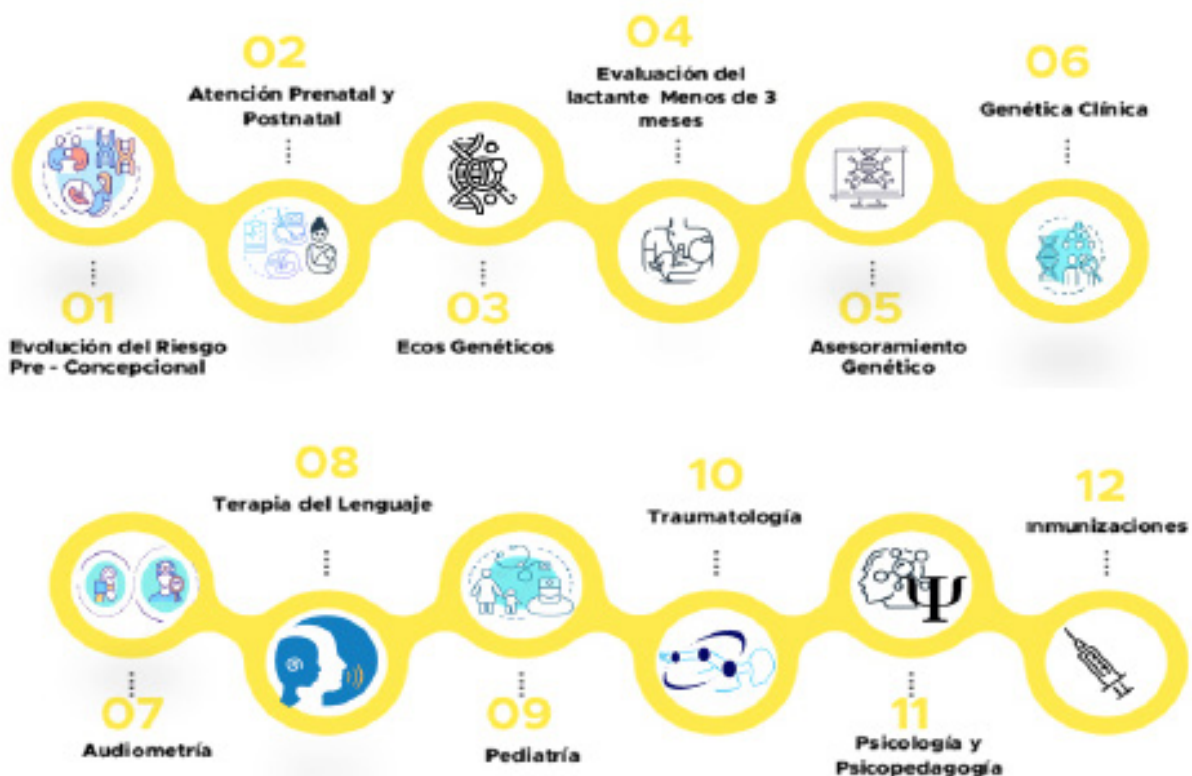 01
Evolución del Riesgo
Pre - Concepcional
02
Atención Prenatal y
Postnatal
03
Ecos Genéticos
04
Evaluación del
lactante Menos de 3
meses
05
Asesoramiento
Genético
06
Genética Clínica
07
Audiometría
08
Terapia del Lenguaje
09
Pediatría
10
Traumatología
11
Psicología y
Psicopedagogía
12
Inmunizaciones